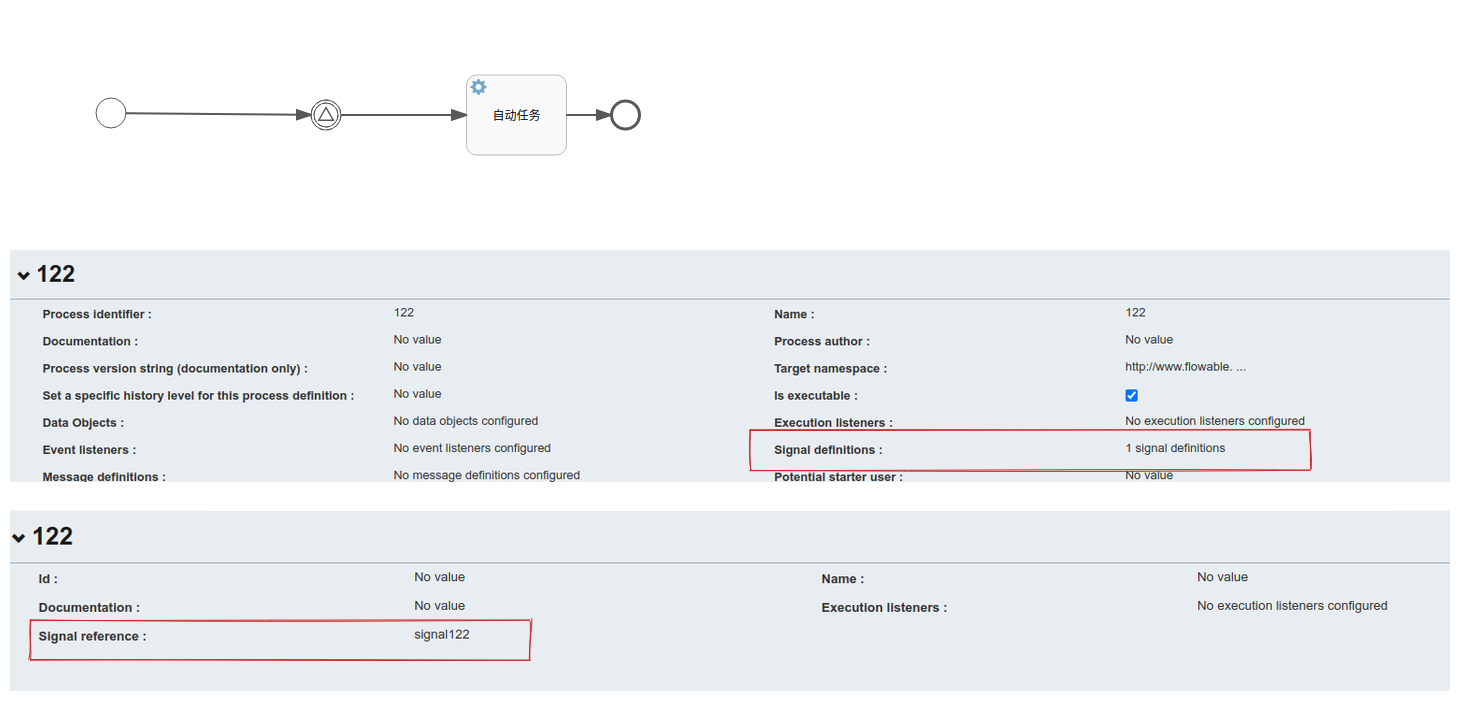 自动任务
122
Process identifier : 122 Name : 122
Documentation : No value Process author : No value
Process version string (documentation only) : No value Target namespace : http://www.flowable. ...
Set a specific history level for this process definition : No value Is executable :
Data Objects : No data objects configured Execution listeners : No execution listeners configured
Event listeners : No event listeners configured Signal definitions : 1 signal definitions
Message definitions : No message definitions configured Potential starter user : No value
122
Id : No value Name : No value
Documentation : No value Execution listeners : No execution listeners configured
Signal reference : signal122